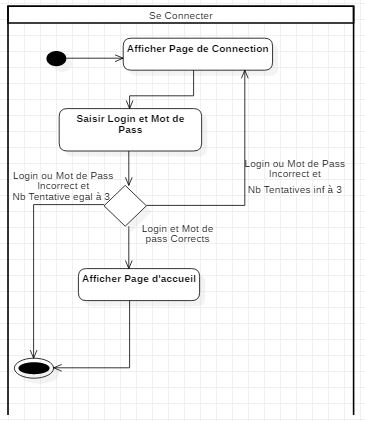 Se Connecter
Afficher Page de Connection
Saisir Login et Mot de
Pass
Login ou Mot de Pass
Incorrect et
Nb Tentative egal à 3
Login ou Mot de Pass
Incorrect et
Nb Tentatives inf à 3
Login et Mot de
pass Corrects
Afficher Page d'accueil